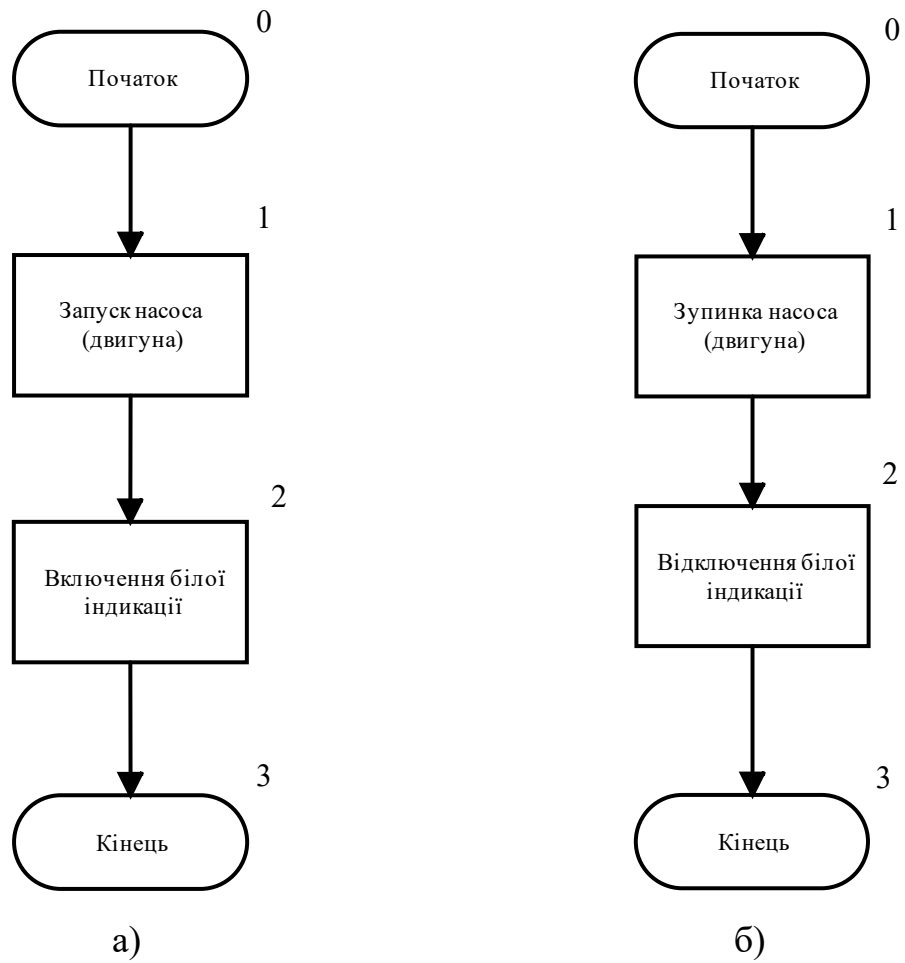 0
Початок
1
Запуск насоса
(двигуна)
2
Включення білої
індикації
3
Кінець
а)
0
Початок
1
Зупинка насоса
(двигуна)
2
Відключення білої
індикації
3
Кінець
б)